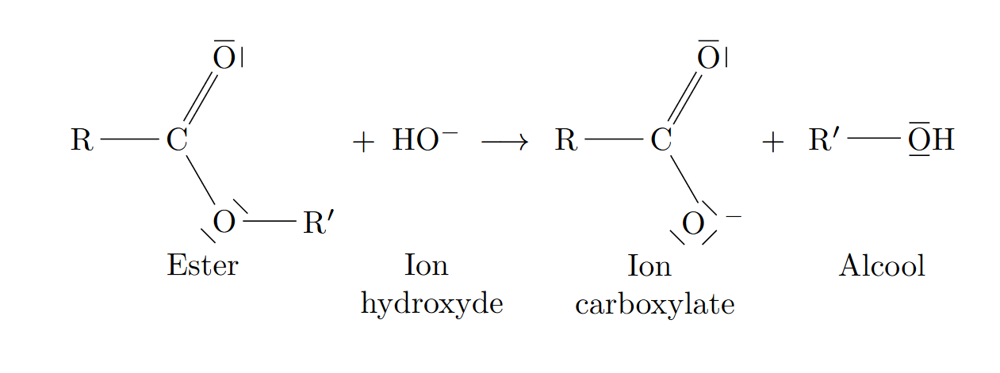 O O
R C + HO⁻ ⟶ R C + R′ OH
O R′ O ⁻
Ester Ion Ion Alcool
hydroxyde carboxylate